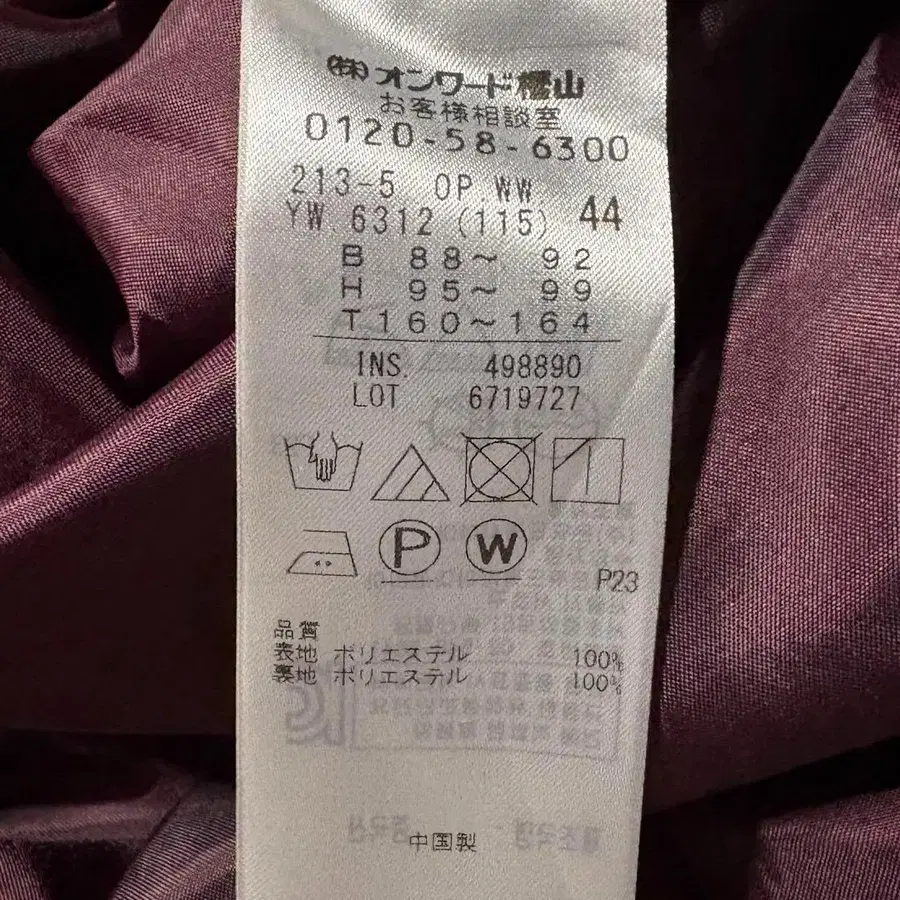 ㈱オンワード樫山
お客様相談室
0120-58-6300
213-5 OP.WW
YW 6312 (115) 44
B 88〜 92
H 95〜 99
T160〜164
INS. 498890
LOT 6719727
P W
P23
品質
表地 ポリエステル 100%
裏地 ポリエステル 100%
中国製